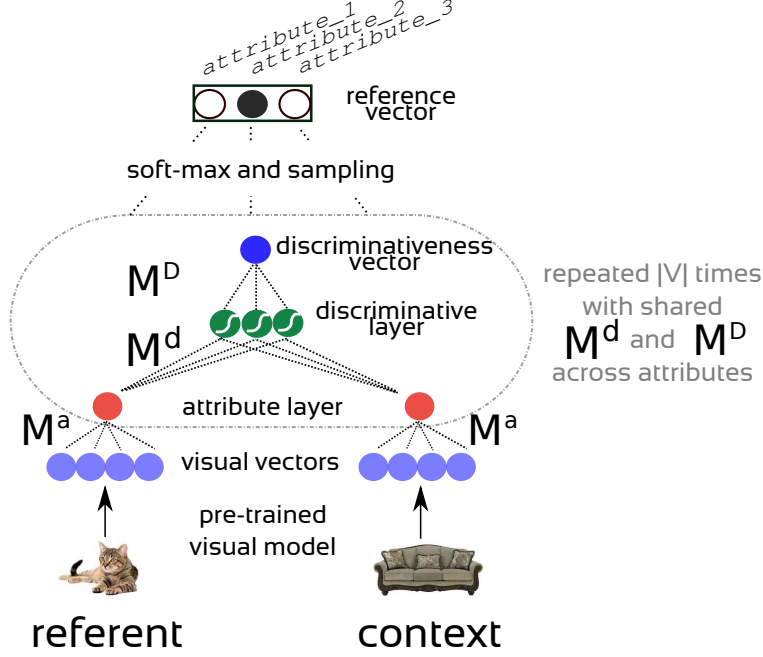 attribute_1
attribute_2
attribute_3
reference
vector
soft-max and sampling
discriminativeness
vector
M^D
discriminative
layer
M^d
repeated |V| times
with shared
M^d and M^D
across attributes
attribute layer
M^a
M^a
visual vectors
pre-trained
visual model
referent
context